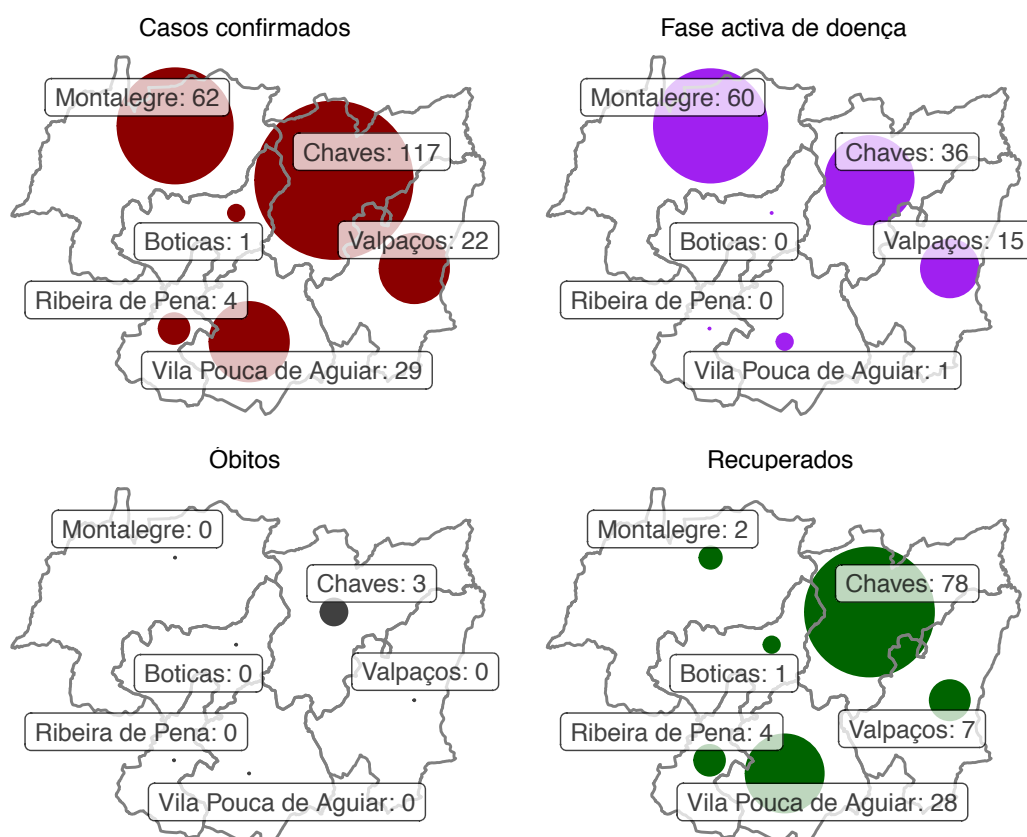 Casos confirmados
Montalegre: 62
Chaves: 117
Boticas: 1
Valpaços: 22
Ribeira de Pena: 4
Vila Pouca de Aguiar: 29
Fase activa de doença
Montalegre: 60
Chaves: 36
Boticas: 0
Valpaços: 15
Ribeira de Pena: 0
Vila Pouca de Aguiar: 1
Óbitos
Montalegre: 0
Chaves: 3
Boticas: 0
Valpaços: 0
Ribeira de Pena: 0
Vila Pouca de Aguiar: 0
Recuperados
Montalegre: 2
Chaves: 78
Boticas: 1
Valpaços: 7
Ribeira de Pena: 4
Vila Pouca de Aguiar: 28